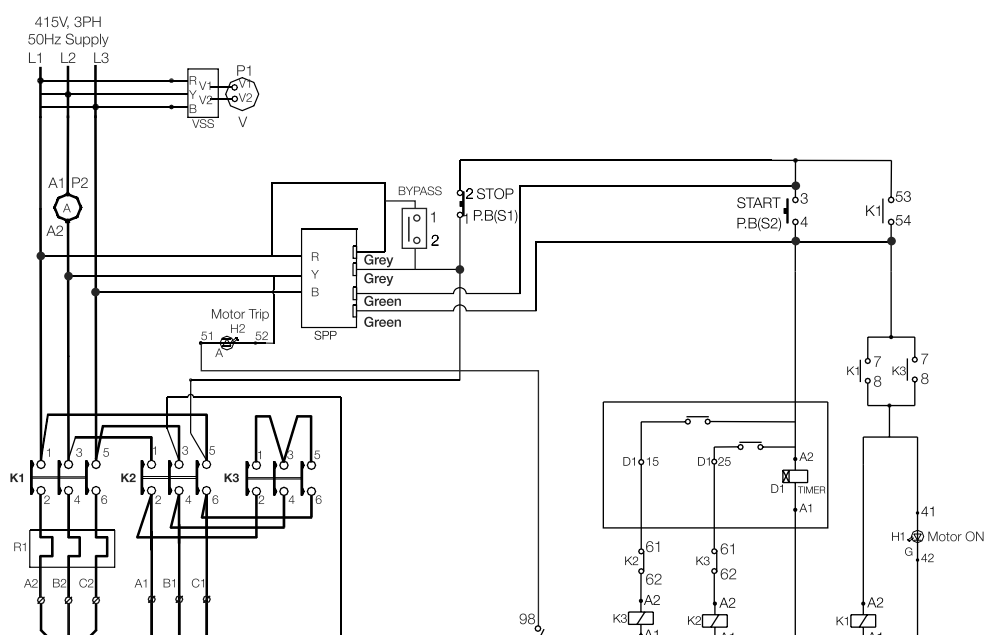 415V, 3PH
50Hz Supply
L1 L2 L3
R
Y
B
V1
V2
VSS
P1
V1
V2
V
A1 P2
A
A2
BYPASS
1
2
2 STOP
1 P.B(S1)
START
P.B(S2)
3
4
K1
53
54
R
Y
B
SPP
Grey
Grey
Green
Green
Motor Trip
H2
51
52
A
K1
7
8
K3
7
8
K1
1 3 5
2 4 6
K2
1 3 5
2 4 6
K3
1 3 5
2 4 6
D1 15
D1 25
A2
D1
TIMER
A1
R1
A2 B2 C2
A1 B1 C1
41
H1
Motor ON
G
42
K2
61
62
K3
61
62
98
A2
K3
A1
A2
K2
A1
A2
K1
A1